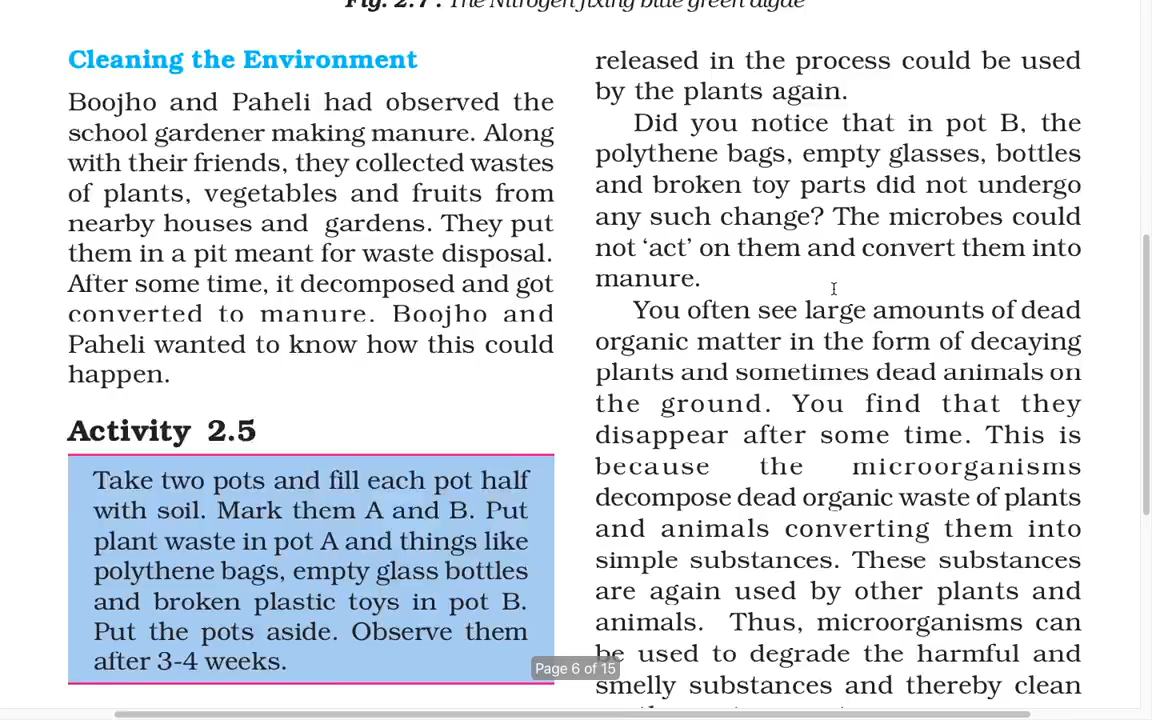 Fig. 2.7 : The Nitrogen fixing blue green algae
Cleaning the Environment
Boojho and Paheli had observed the
school gardener making manure. Along
with their friends, they collected wastes
of plants, vegetables and fruits from
nearby houses and gardens. They put
them in a pit meant for waste disposal.
After some time, it decomposed and got
converted to manure. Boojho and
Paheli wanted to know how this could
happen.
Activity 2.5
Take two pots and fill each pot half
with soil. Mark them A and B. Put
plant waste in pot A and things like
polythene bags, empty glass bottles
and broken plastic toys in pot B.
Put the pots aside. Observe them
after 3-4 weeks.
released in the process could be used
by the plants again.
Did you notice that in pot B, the
polythene bags, empty glasses, bottles
and broken toy parts did not undergo
any such change? The microbes could
not ‘act’ on them and convert them into
manure.
You often see large amounts of dead
organic matter in the form of decaying
plants and sometimes dead animals on
the ground. You find that they
disappear after some time. This is
because the microorganisms
decompose dead organic waste of plants
and animals converting them into
simple substances. These substances
are again used by other plants and
animals. Thus, microorganisms can
be used to degrade the harmful and
smelly substances and thereby clean
Page 6 of 15